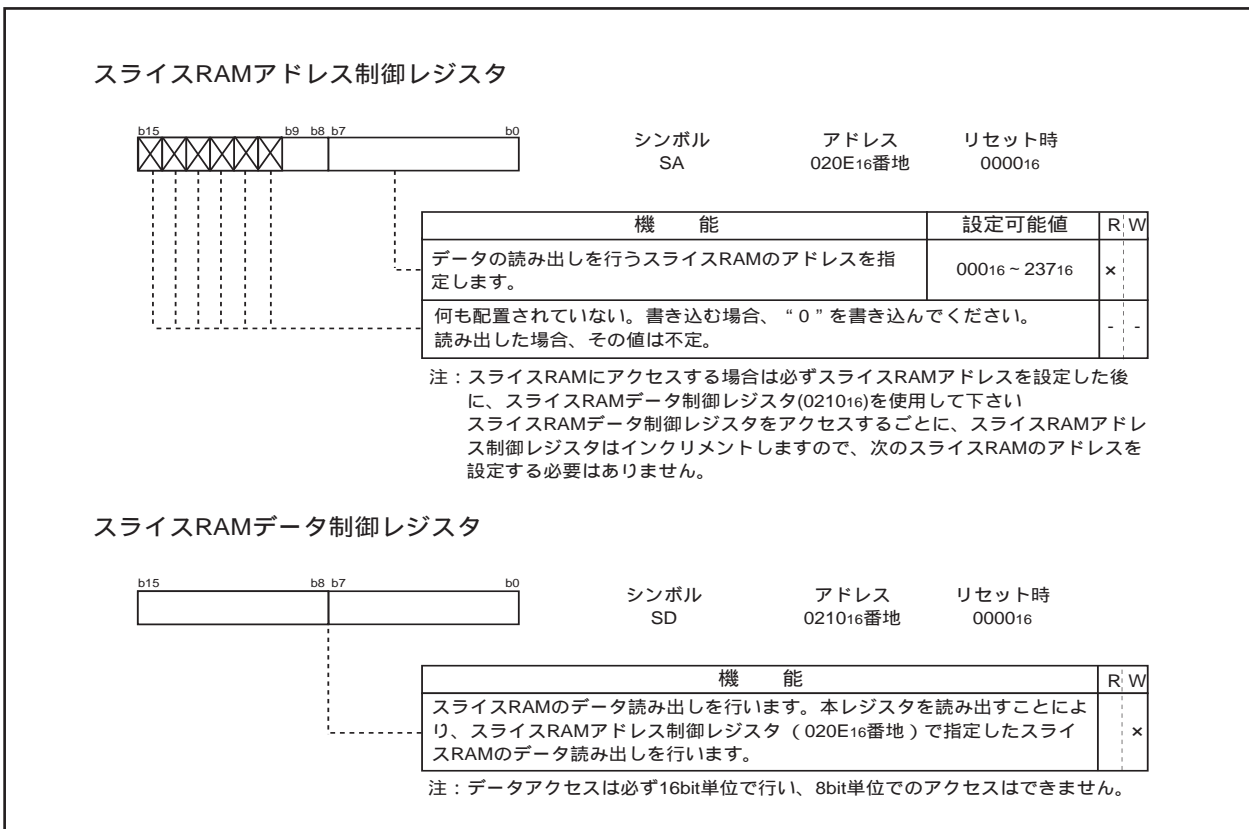 スライスRAMアドレス制御レジスタ
b15 b9 b8 b7 b0
シンボル アドレス リセット時
SA 020E16番地 000016
機 能 設定可能値 R W
データの読み出しを行うスライスRAMのアドレスを指
定します。
00016 ~ 23716 ×
何も配置されていない。書き込む場合、“0”を書き込んでください。
読み出した場合、その値は不定。
- -
注：スライスRAMにアクセスする場合は必ずスライスRAMアドレスを設定した後
に、スライスRAMデータ制御レジスタ(021016)を使用して下さい
スライスRAMデータ制御レジスタをアクセスするごとに、スライスRAMアドレ
ス制御レジスタはインクリメントしますので、次のスライスRAMのアドレスを
設定する必要はありません。
スライスRAMデータ制御レジスタ
b15 b8 b7 b0
シンボル アドレス リセット時
SD 021016番地 000016
機 能 R W
スライスRAMのデータ読み出しを行います。本レジスタを読み出すことによ
り、スライスRAMアドレス制御レジスタ（020E16番地）で指定したスライ
スRAMのデータ読み出しを行います。
×
注：データアクセスは必ず16bit単位で行い、8bit単位でのアクセスはできません。